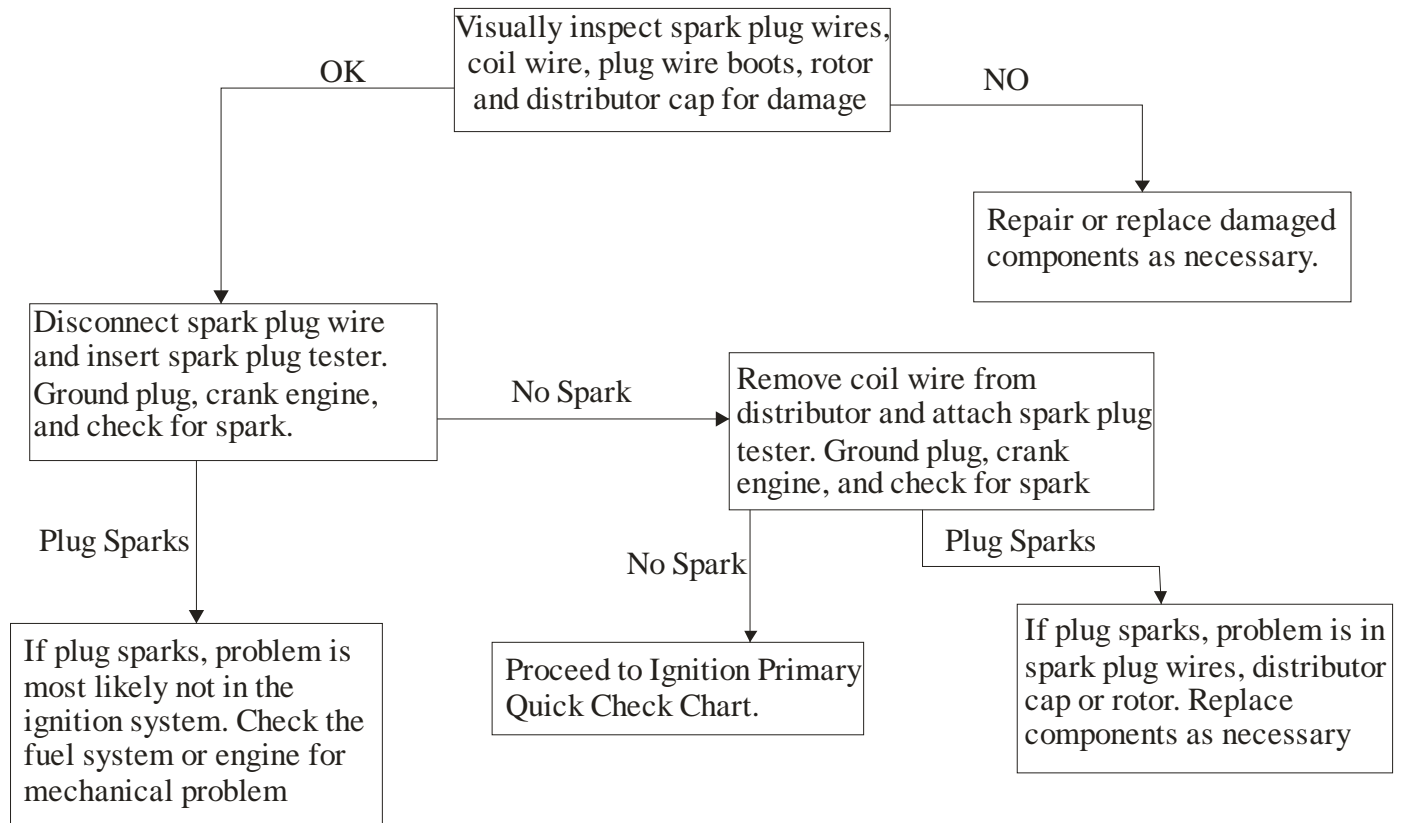 Visually inspect spark plug wires,
coil wire, plug wire boots, rotor
and distributor cap for damage
OK
NO
Repair or replace damaged
components as necessary.
Disconnect spark plug wire
and insert spark plug tester.
Ground plug, crank engine,
and check for spark.
No Spark
Remove coil wire from
distributor and attach spark plug
tester. Ground plug, crank
engine, and check for spark
Plug Sparks
No Spark
Plug Sparks
If plug sparks, problem is
most likely not in the
ignition system. Check the
fuel system or engine for
mechanical problem
Proceed to Ignition Primary
Quick Check Chart.
If plug sparks, problem is in
spark plug wires, distributor
cap or rotor. Replace
components as necessary